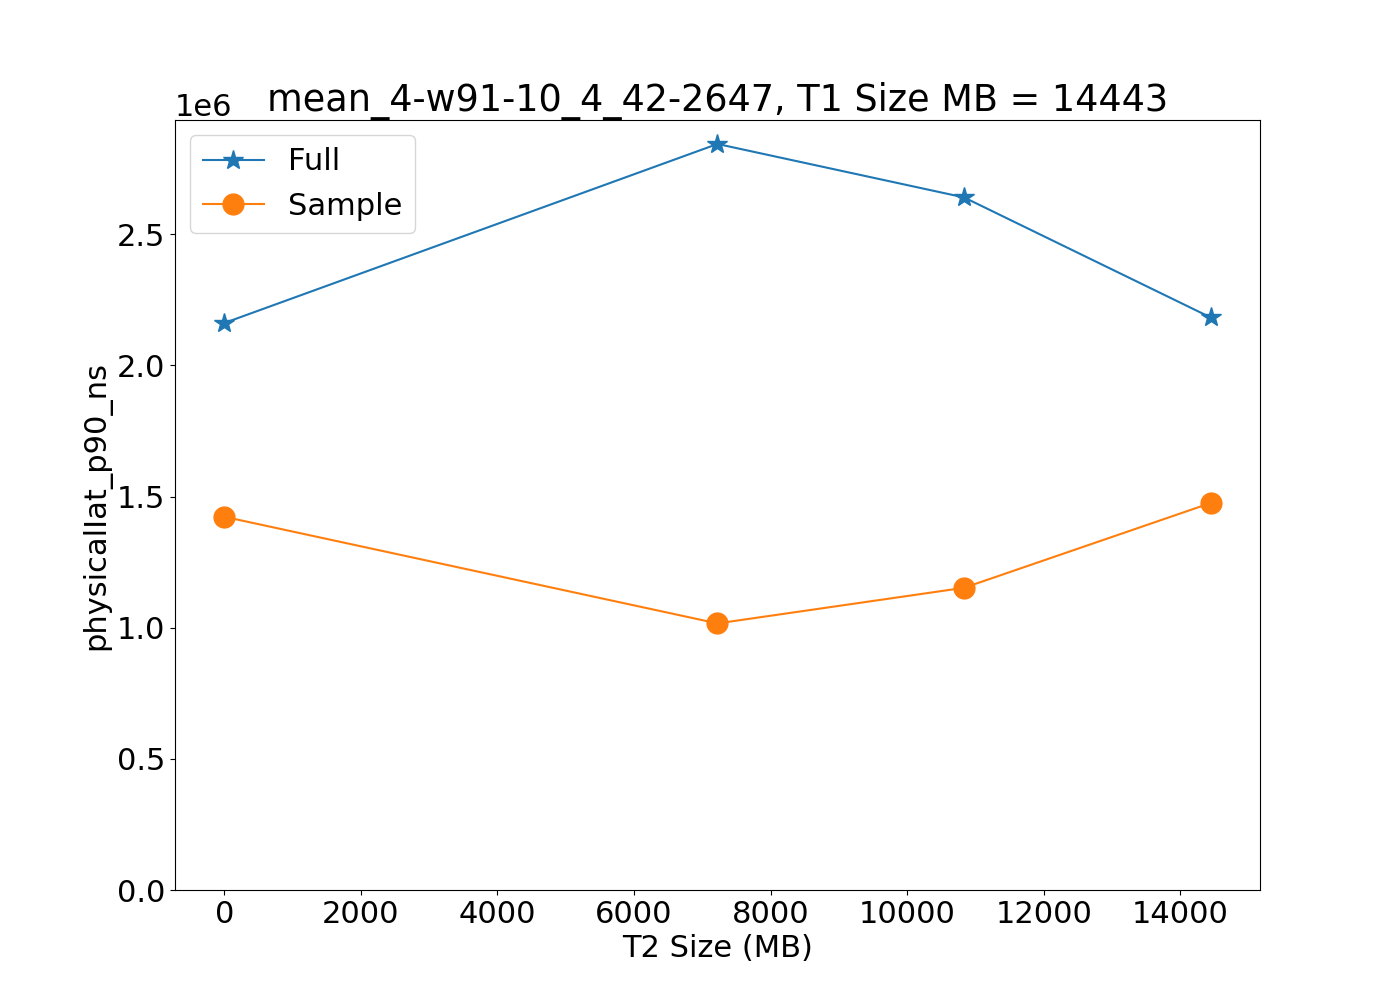 1e6
mean_4-w91-10_4_42-2647, T1 Size MB = 14443
Full
Sample
physicallat_p90_ns
2.5
2.0
1.5
1.0
0.5
0.0
0 2000 4000 6000 8000 10000 12000 14000
T2 Size (MB)